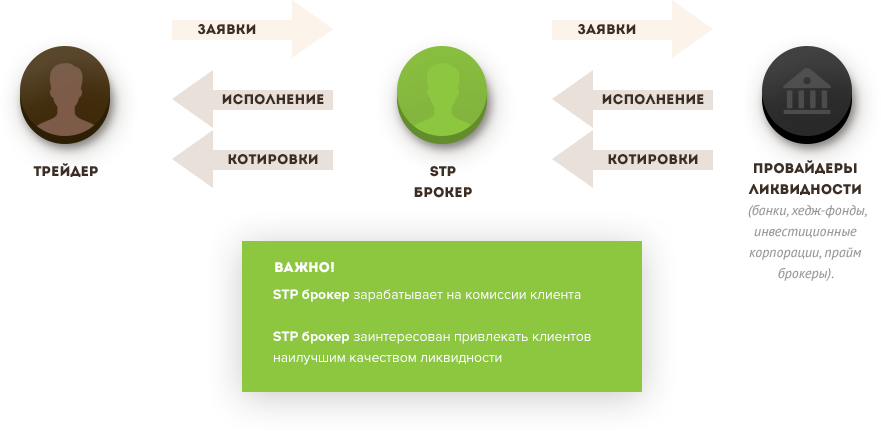 ЗАЯВКИ
ЗАЯВКИ
ИСПОЛНЕНИЕ
ИСПОЛНЕНИЕ
КОТИРОВКИ
КОТИРОВКИ
ТРЕЙДЕР
STP
БРОКЕР
ПРОВАЙДЕРЫ
ЛИКВИДНОСТИ
(банки, хедж-фонды,
инвестиционные
корпорации, прайм
брокеры).
ВАЖНО!
STP брокер зарабатывает на комиссии клиента
STP брокер заинтересован привлекать клиентов
наилучшим качеством ликвидности